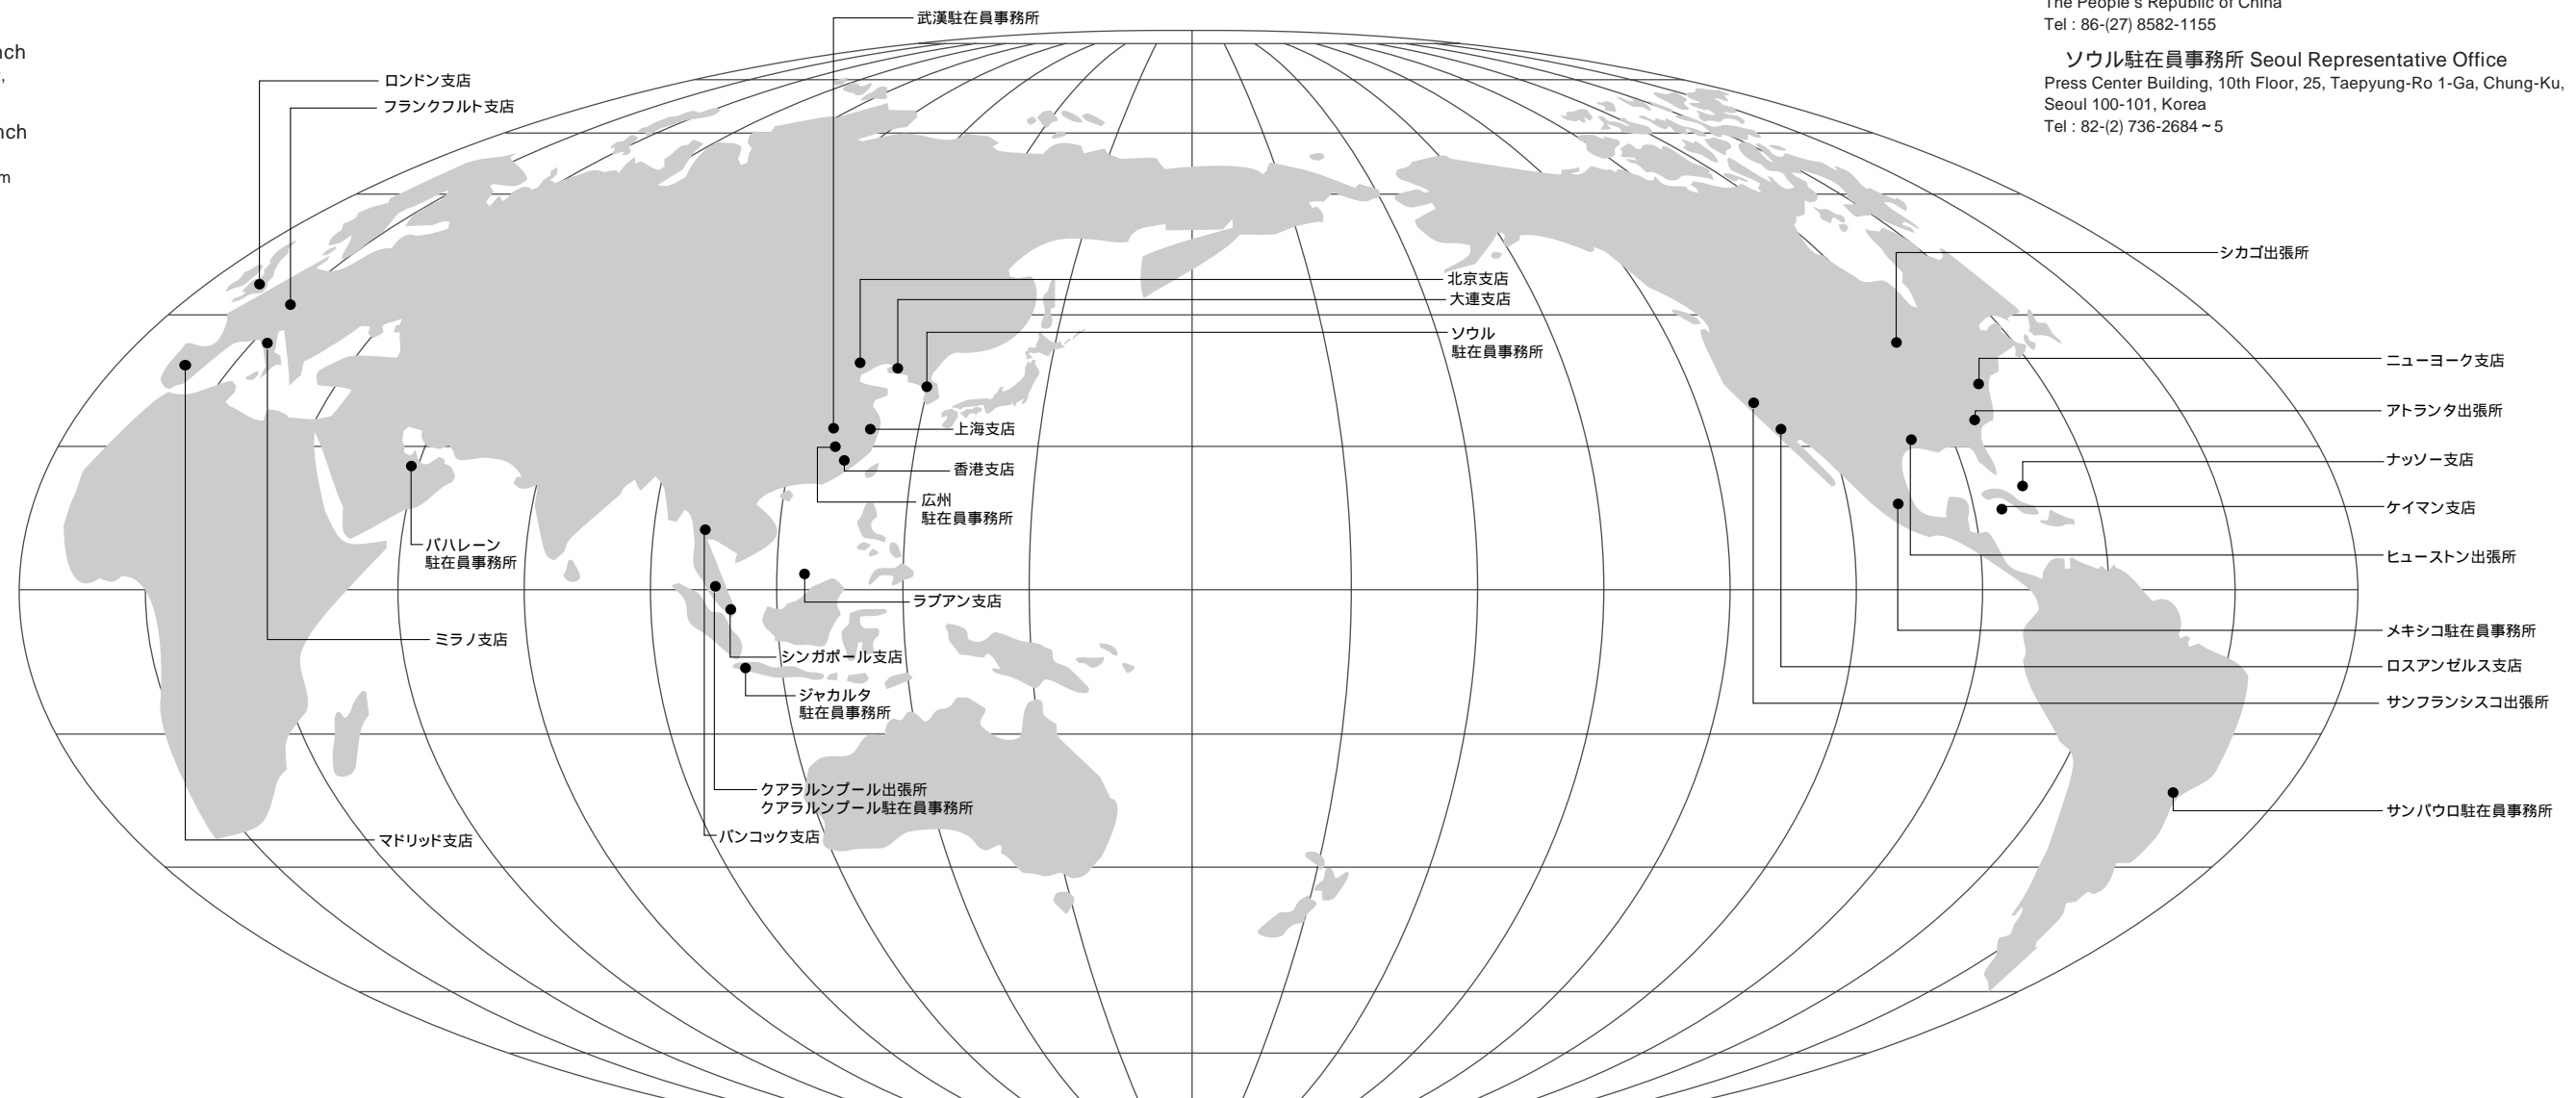 nch
,
nch
m
The People's Republic of China
Tel : 86-(27) 8582-1155
ソウル駐在員事務所 Seoul Representative Office
Press Center Building, 10th Floor, 25, Taepyung-Ro 1-Ga, Chung-Ku,
Seoul 100-101, Korea
Tel : 82-(2) 736-2684~5
武漢駐在員事務所
ロンドン支店
フランクフルト支店
北京支店
大連支店
ソウル
駐在員事務所
上海支店
香港支店
広州
駐在員事務所
バハレーン
駐在員事務所
ラブアン支店
ミラノ支店
シンガポール支店
ジャカルタ
駐在員事務所
クアラルンプール出張所
クアラルンプール駐在員事務所
バンコック支店
マドリッド支店
シカゴ出張所
ニューヨーク支店
アトランタ出張所
ナッソー支店
ケイマン支店
ヒューストン出張所
メキシコ駐在員事務所
ロスアンゼルス支店
サンフランシスコ出張所
サンパウロ駐在員事務所